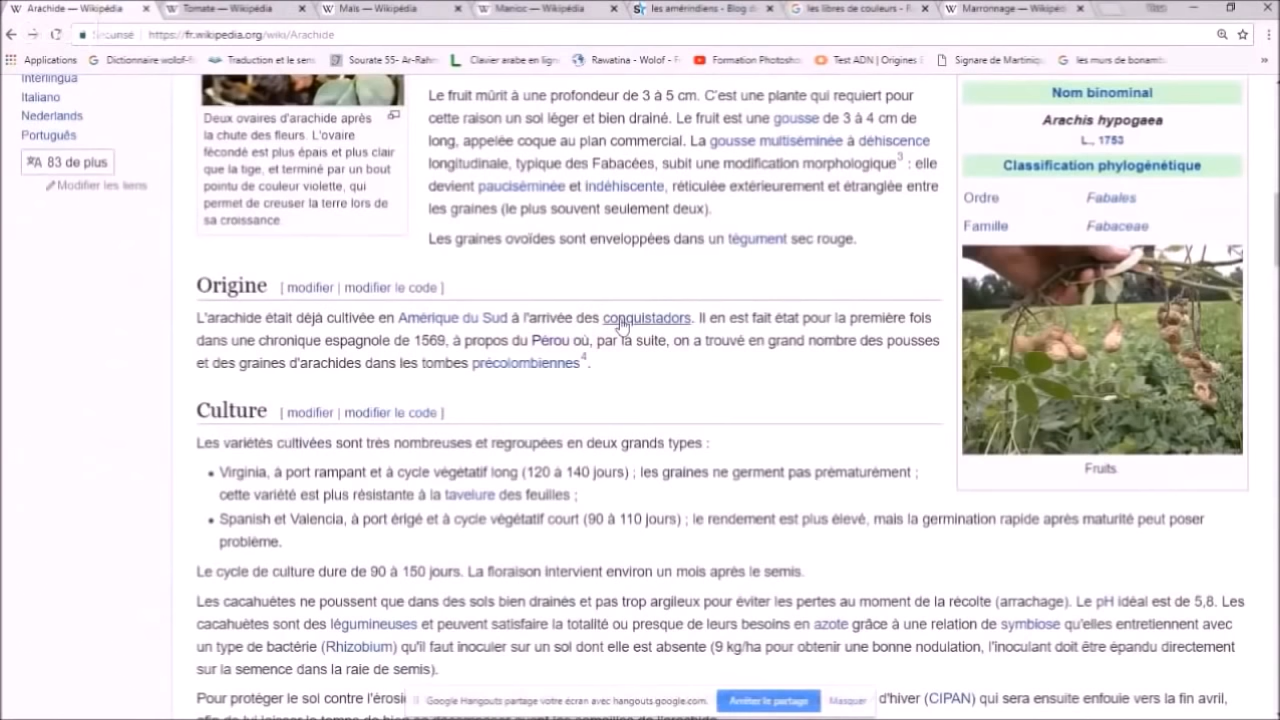 Arachide — Wikipédia
Tomate — Wikipédia
Maïs — Wikipédia
Manioc — Wikipédia
les amérindiens - Blog d
les libres de couleurs - R
Marronnage — Wikipéd
https://fr.wikipedia.org/wiki/Arachide
Applications
Dictionnaire wolof-f
Traduction et le sens
Sourate 55- Ar-Rahm
Clavier arabe en lign
Rawatina - Wolof - F
Formation Photosho
Test ADN | Origines
Signare de Martiniq
les murs de bonamt
»
Interlingua
Italiano
Nederlands
Português
83 de plus
Modifier les liens
Deux ovaires d'arachide après
la chute des fleurs. L'ovaire
fécondé est plus épais et plus clair
que la tige, et terminé par un bout
pointu de couleur violette, qui
permet de creuser la terre lors de
sa croissance
Le fruit mûrit à une profondeur de 3 à 5 cm. C'est une plante qui requiert pour
cette raison un sol léger et bien drainé. Le fruit est une gousse de 3 à 4 cm de
long, appelée coque au plan commercial. La gousse multiséminée à déhiscence
longitudinale, typique des Fabacées, subit une modification morphologique3 : elle
devient pauciséminée et indéhiscente, réticulée extérieurement et étranglée entre
les graines (le plus souvent seulement deux).
Les graines ovoïdes sont enveloppées dans un tégument sec rouge.
Nom binominal
Arachis hypogaea
L., 1753
Classification phylogénétique
Ordre Fabales
Famille Fabaceae
Fruits
Origine [ modifier | modifier le code ]
L'arachide était déjà cultivée en Amérique du Sud à l'arrivée des conquistadors. Il en est fait état pour la première fois
dans une chronique espagnole de 1569, à propos du Pérou où, par la suite, on a trouvé en grand nombre des pousses
et des graines d'arachides dans les tombes précolombiennes4.
Culture [ modifier | modifier le code ]
Les variétés cultivées sont très nombreuses et regroupées en deux grands types :
• Virginia, à port rampant et à cycle végétatif long (120 à 140 jours) ; les graines ne germent pas prématurément ;
cette variété est plus résistante à la tavelure des feuilles ;
• Spanish et Valencia, à port érigé et à cycle végétatif court (90 à 110 jours) ; le rendement est plus élevé, mais la germination rapide après maturité peut poser
problème.
Le cycle de culture dure de 90 à 150 jours. La floraison intervient environ un mois après le semis.
Les cacahuètes ne poussent que dans des sols bien drainés et pas trop argileux pour éviter les pertes au moment de la récolte (arrachage). Le pH idéal est de 5,8. Les
cacahuètes sont des légumineuses et peuvent satisfaire la totalité ou presque de leurs besoins en azote grâce à une relation de symbiose qu'elles entretiennent avec
un type de bactérie (Rhizobium) qu'il faut inoculer sur un sol dont elle est absente (9 kg/ha pour obtenir une bonne nodulation, l'inoculant doit être épandu directement
sur la semence dans la raie de semis).
Pour protéger le sol contre l'érosi d'hiver (CIPAN) qui sera ensuite enfouie vers la fin avril,
Google Hangouts partage votre écran avec hangouts.google.com. Arrêter le partage Masquer